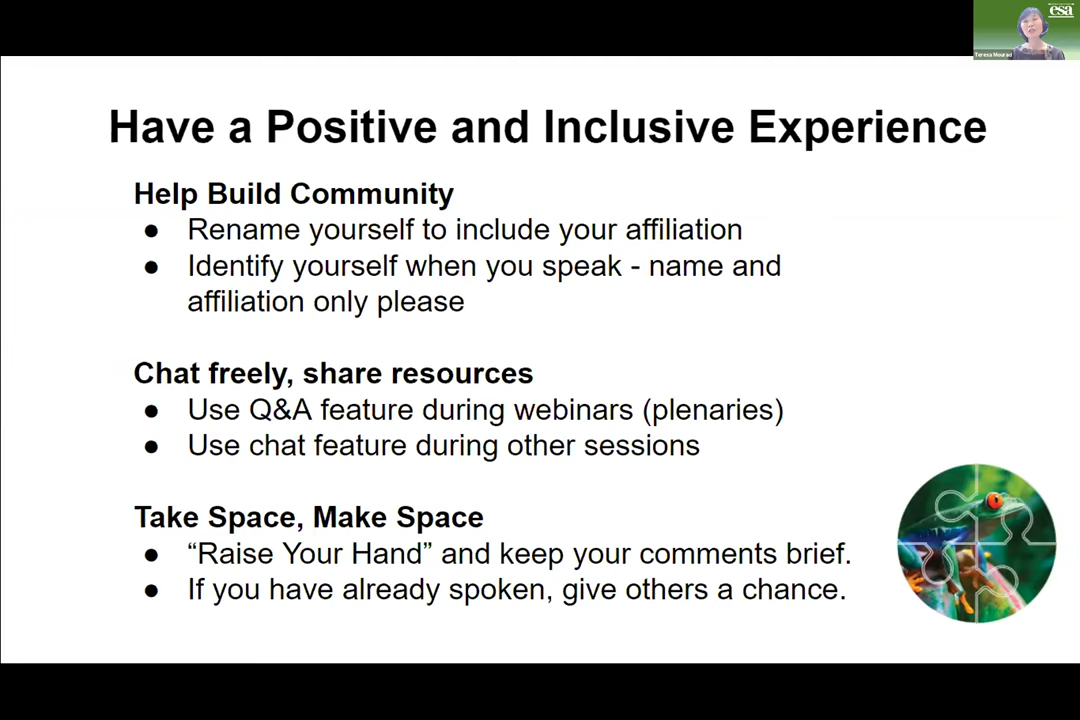 esa
Teresa Mourad
Have a Positive and Inclusive Experience
Help Build Community
● Rename yourself to include your affiliation
● Identify yourself when you speak - name and
affiliation only please
Chat freely, share resources
● Use Q&A feature during webinars (plenaries)
● Use chat feature during other sessions
Take Space, Make Space
● “Raise Your Hand” and keep your comments brief.
● If you have already spoken, give others a chance.